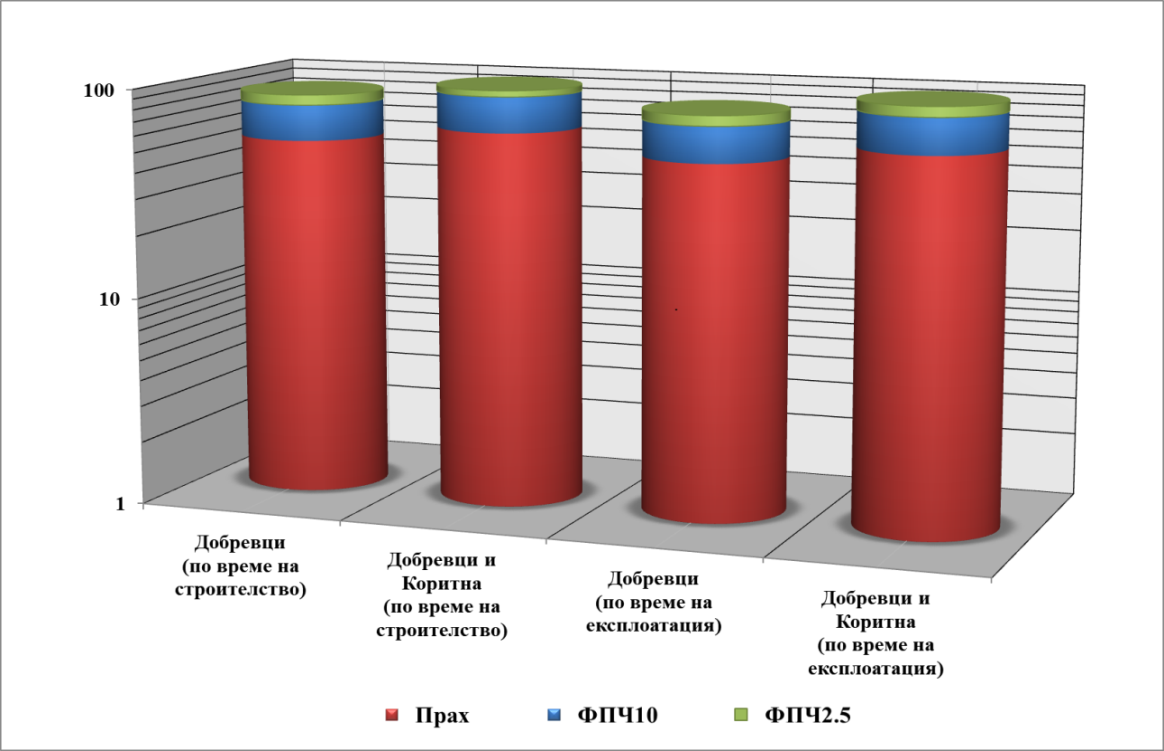 100
10
1
Добревци
(по време на
строителство)
Добревци и
Коритна
(по време на
строителство)
Добревци
(по време на
експлоатация)
Добревци и
Коритна
(по време на
експлоатация)
Прах ФПЧ10 ФПЧ2.5